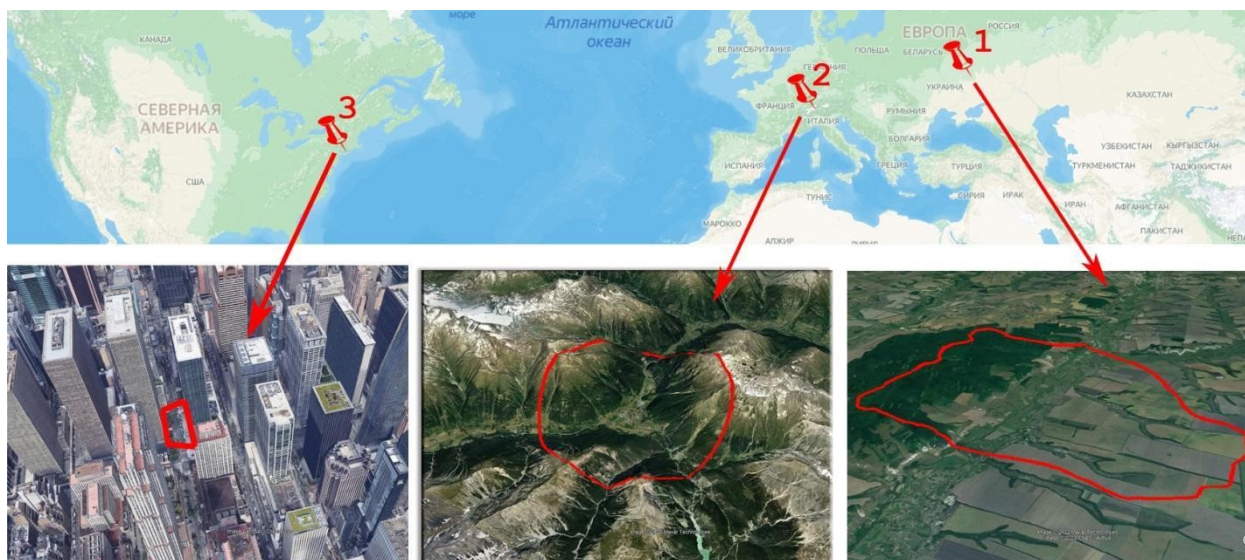 море
Атлантический
океан
КАНАДА
СЕВЕРНАЯ
АМЕРИКА
США
3
ВЕЛИКОБРИТАНИЯ
ПОЛЬША
ЕВРОПА
БЕЛАРУСЬ
РОССИЯ
1
2
ФРАНЦИЯ
УКРАИНА
КАЗАХСТАН
РУМЫНИЯ
ИТАЛИЯ
БОЛГАРИЯ
ИСПАНИЯ
ГРЕЦИЯ
ТУРЦИЯ
УЗБЕКИСТАН
КЫРГЫЗСТАН
ТУРКМЕНИСТАН
ТАДЖИКИСТАН
МАРОККО
ТУНИС
СИРИЯ
ИРАК
ИРАН
АФГАНИСТАН
ПАКИСТАН
АЛЖИР